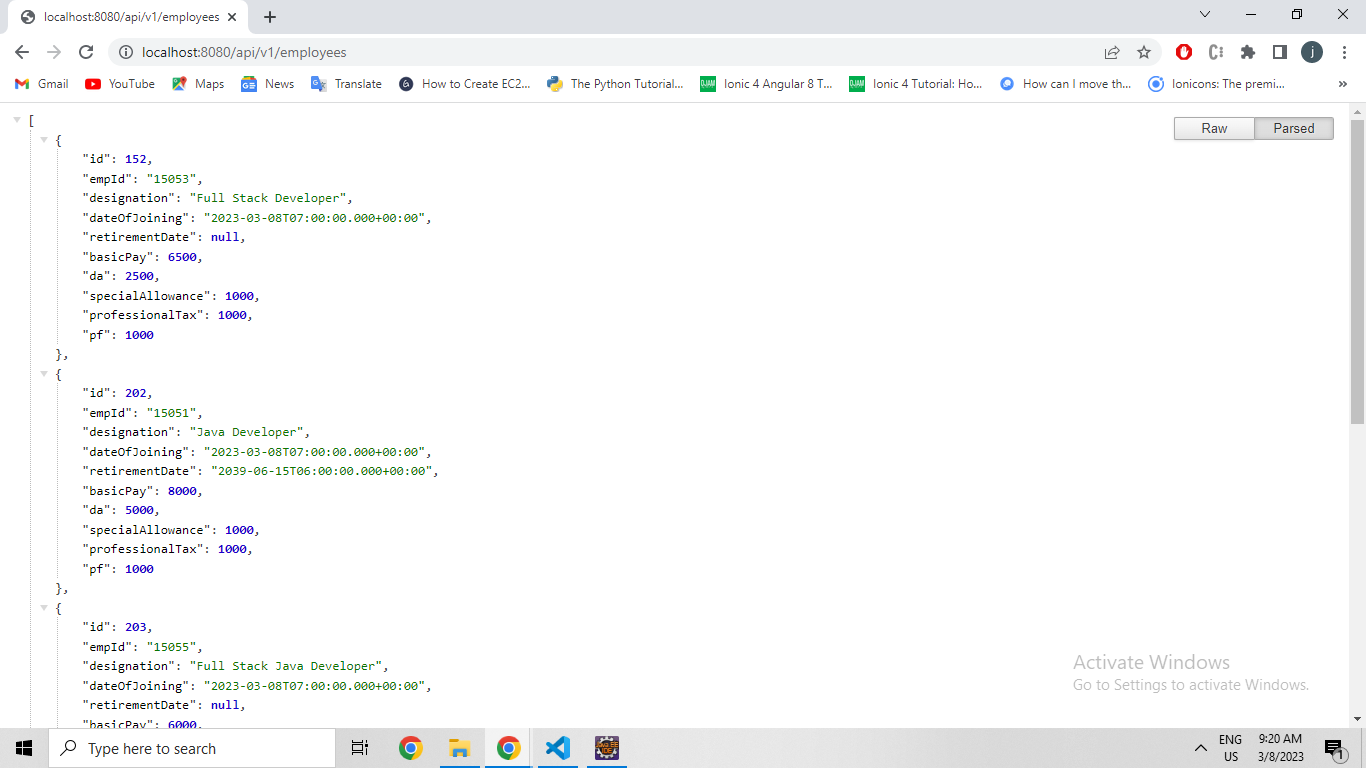 localhost:8080/api/v1/employees
localhost:8080/api/v1/employees
j
Gmail YouTube Maps News Translate How to Create EC2... The Python Tutorial... Ionic 4 Angular 8 T... Ionic 4 Tutorial: Ho... How can I move th... Ionicons: The premi... »
Raw Parsed
[
{
"id": 152,
"empId": "15053",
"designation": "Full Stack Developer",
"dateOfJoining": "2023-03-08T07:00:00.000+00:00",
"retirementDate": null,
"basicPay": 6500,
"da": 2500,
"specialAllowance": 1000,
"professionalTax": 1000,
"pf": 1000
},
{
"id": 202,
"empId": "15051",
"designation": "Java Developer",
"dateOfJoining": "2023-03-08T07:00:00.000+00:00",
"retirementDate": "2039-06-15T06:00:00.000+00:00",
"basicPay": 8000,
"da": 5000,
"specialAllowance": 1000,
"professionalTax": 1000,
"pf": 1000
},
{
"id": 203,
"empId": "15055",
"designation": "Full Stack Java Developer",
"dateOfJoining": "2023-03-08T07:00:00.000+00:00",
"retirementDate": null,
"basicPay": 6000,
Activate Windows
Go to Settings to activate Windows.
Type here to search
Java EE
IDE
ENG
US
9:20 AM
3/8/2023
1